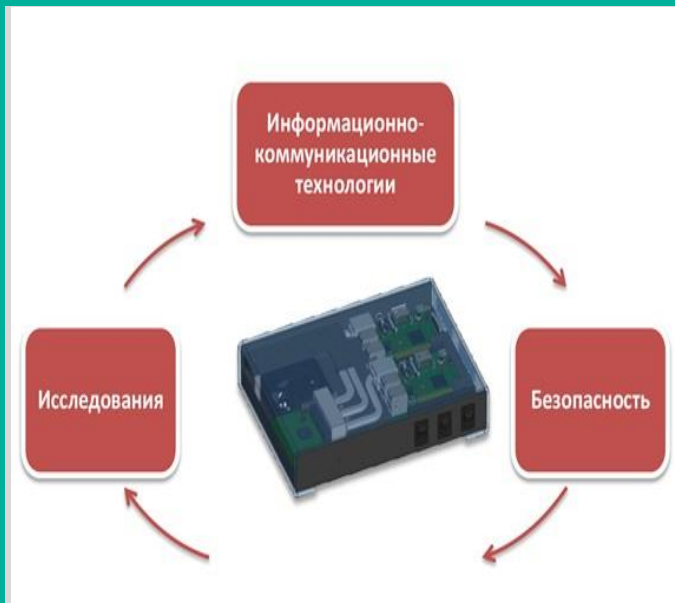 Информационно-
коммуникационные
технологии
Исследования
Безопасность